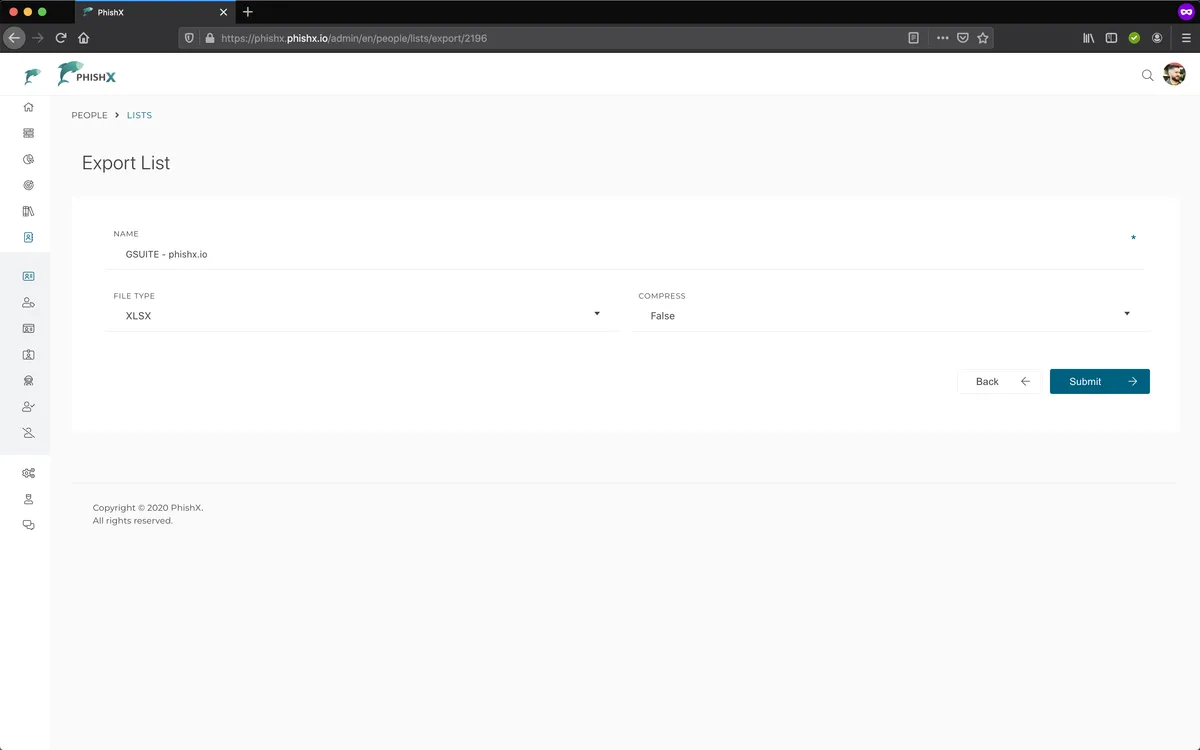 PhishX
https://phishx.phishx.io/admin/en/people/lists/export/2196
PHISHX
PEOPLE > LISTS
Export List
NAME
*
GSUITE - phishx.io
FILE TYPE
COMPRESS
XLSX
False
Back
Submit
Copyright © 2020 PhishX.
All rights reserved.